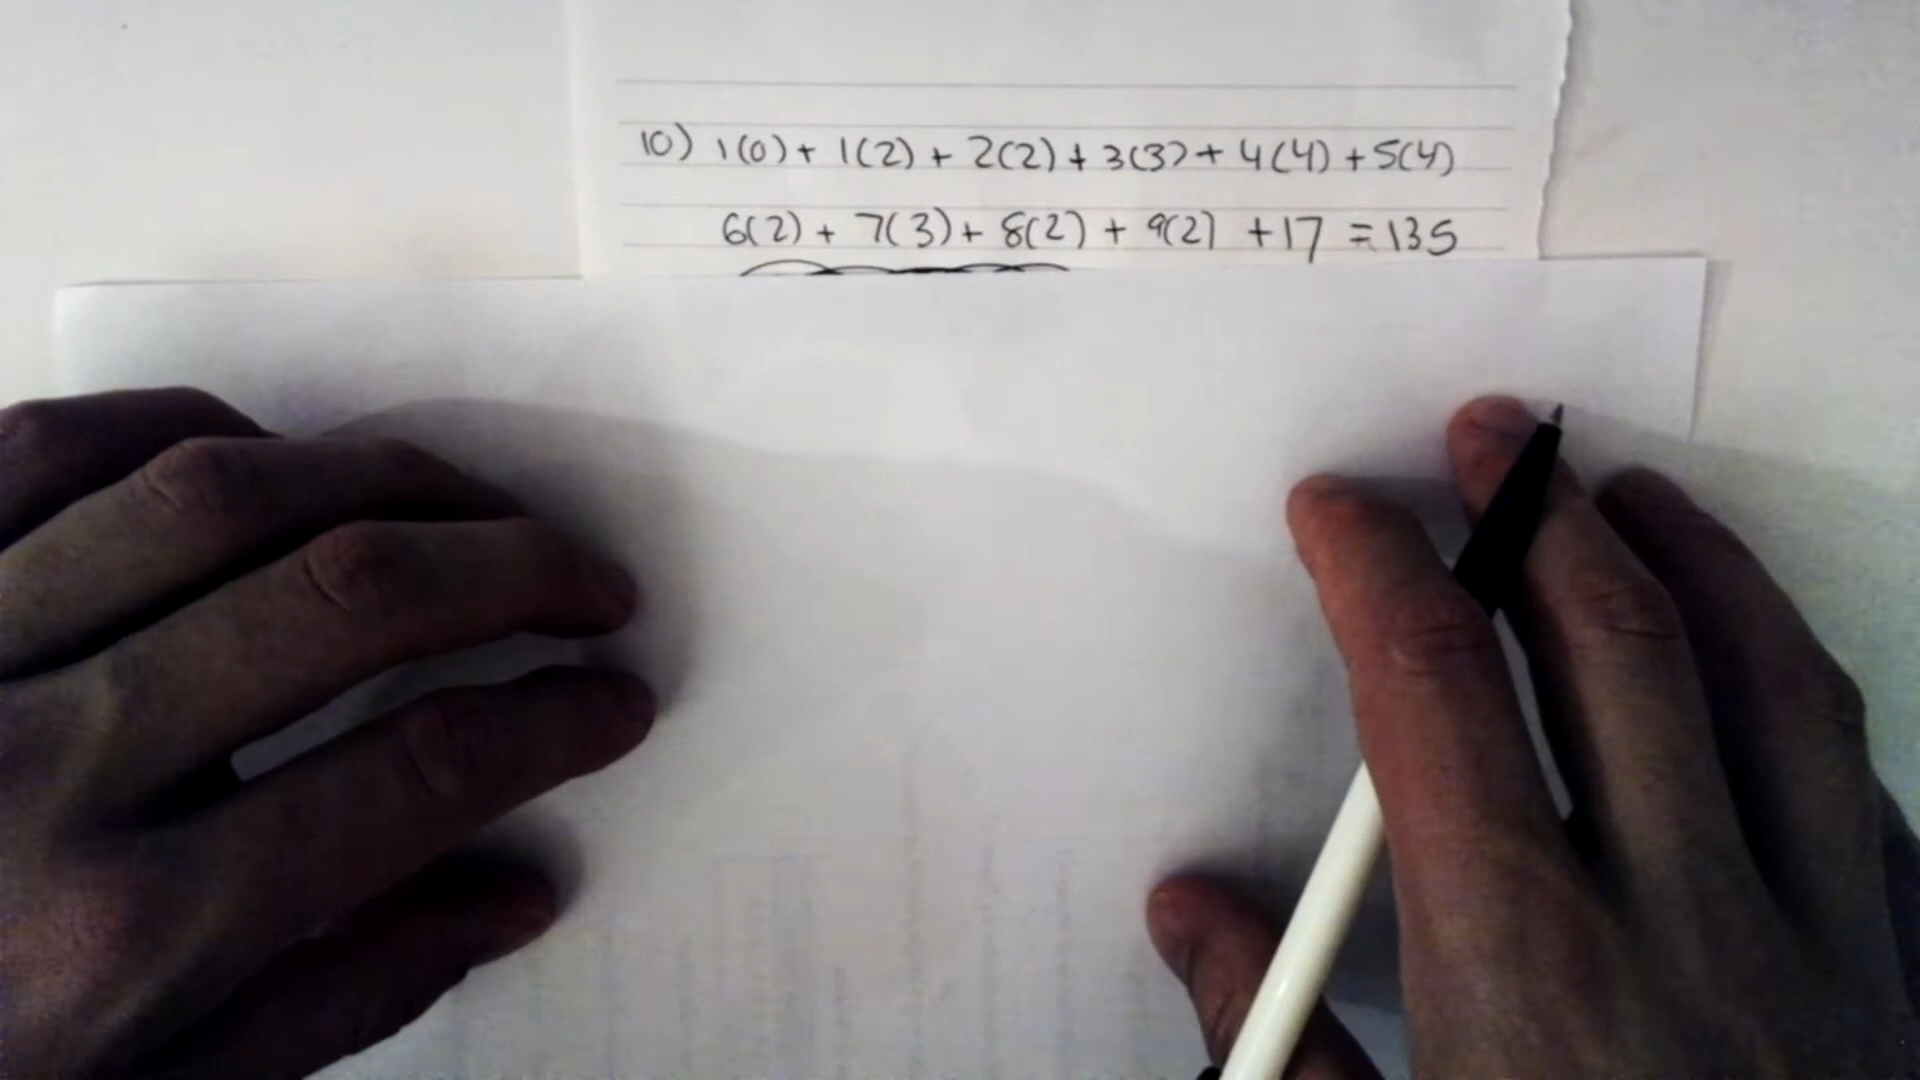 10) 1(0) + 1(2) + 2(2) + 3(3) + 4(4) + 5(4)
6(2) + 7(3) + 8(2) + 9(2) +17 = 135